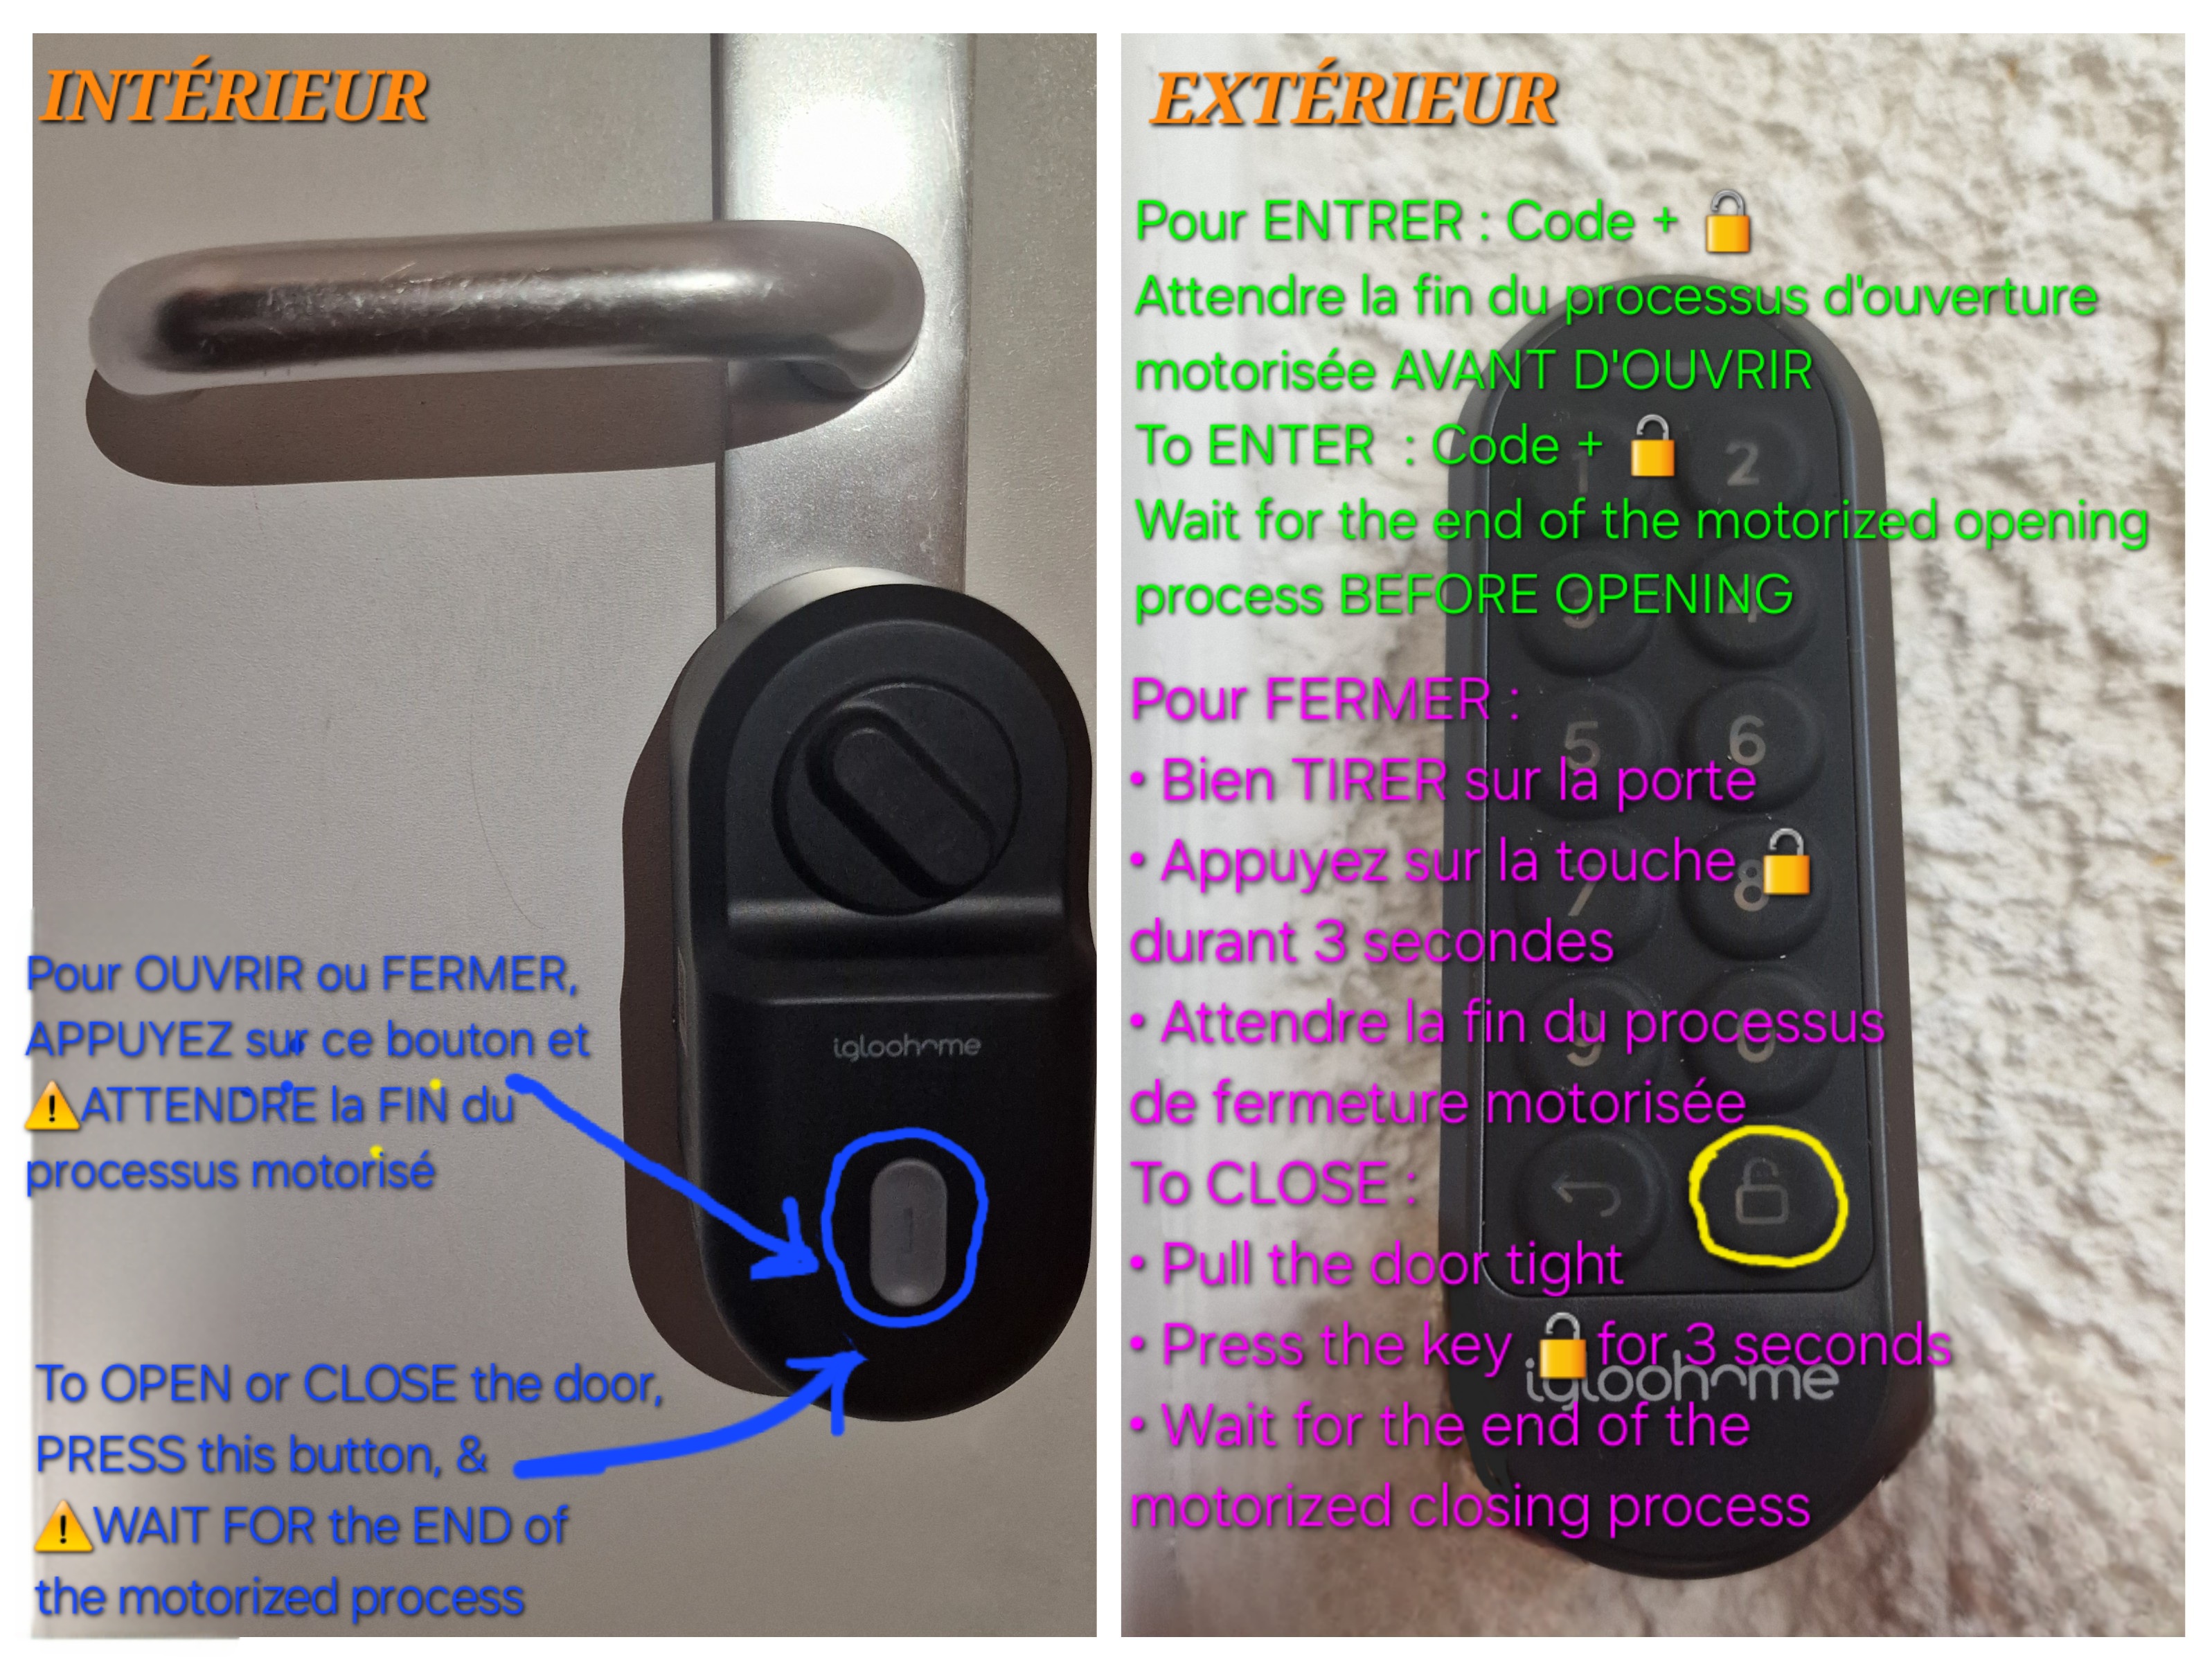 INTÉRIEUR
Pour OUVRIR ou FERMER,
APPUYEZ sur ce bouton et
⚠️ATTENDRE la FIN du
processus motorisé
igloohome
To OPEN or CLOSE the door,
PRESS this button, &
⚠️WAIT FOR the END of
the motorized process
EXTÉRIEUR
Pour ENTRER : Code + 🔓
Attendre la fin du processus d'ouverture
motorisée AVANT D'OUVRIR
To ENTER : Code + 🔓
Wait for the end of the motorized opening
process BEFORE OPENING
Pour FERMER :
• Bien TIRER sur la porte
• Appuyez sur la touche 🔓
durant 3 secondes
• Attendre la fin du processus
de fermeture motorisée
To CLOSE :
• Pull the door tight
• Press the key 🔓 for 3 seconds
• Wait for the end of the
motorized closing process
1 2
3 4
5 6
7 8
9 0
igloohome